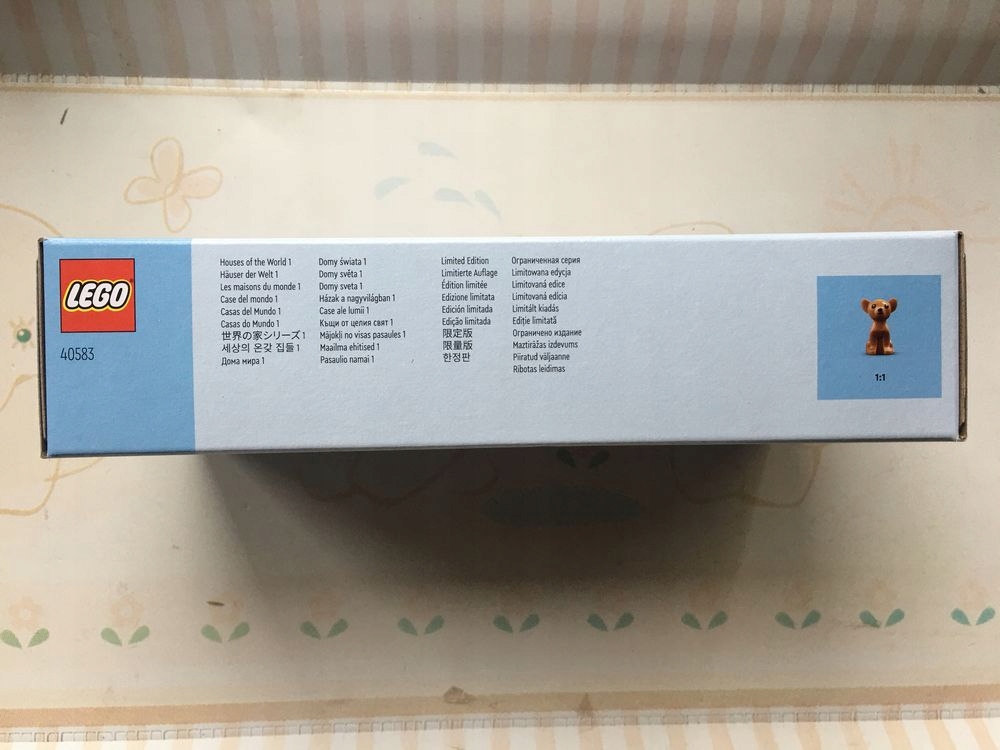 LEGO
40583
Houses of the World 1
Häuser der Welt 1
Les maisons du monde 1
Case del mondo 1
Casas del Mundo 1
Casas do Mundo 1
世界の家シリーズ 1
세상의 온갖 집들 1
Дома мира 1
Domy świata 1
Domy světa 1
Domy sveta 1
Házak a nagyvilágban 1
Case ale lumii 1
Къщи от целия свят 1
Mājokļi no visas pasaules 1
Maailma ehitised 1
Pasaulio namai 1
Limited Edition
Limitierte Auflage
Édition limitée
Edizione limitata
Edición limitada
Edição limitada
限定版
限量版
한정판
Ограниченная серия
Limitowana edycja
Limitovaná edice
Limitovaná edícia
Limitált kiadás
Ediție limitată
Ограничено издание
Maztirāžas izdevums
Piiratud väljaanne
Ribotas leidimas
1:1